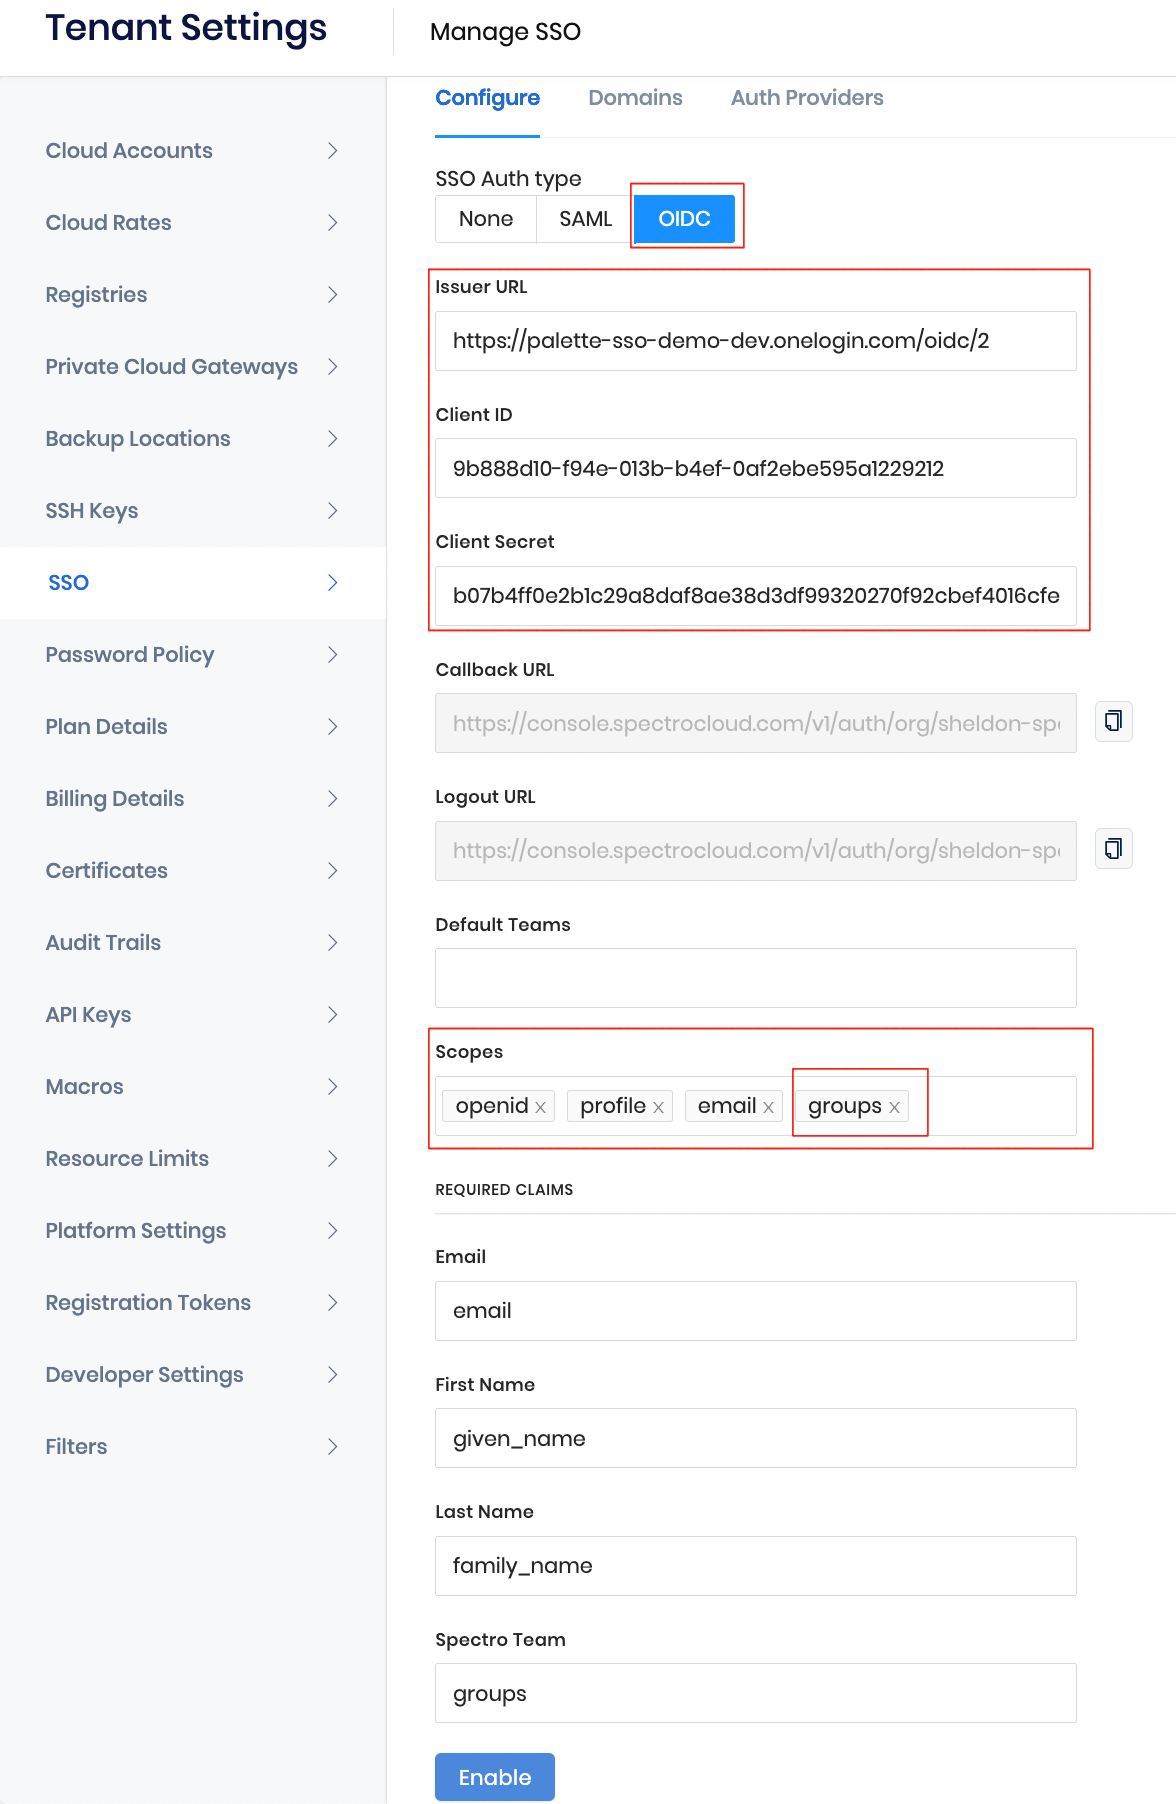 Tenant Settings
Manage SSO
Cloud Accounts
Cloud Rates
Registries
Private Cloud Gateways
Backup Locations
SSH Keys
SSO
Password Policy
Plan Details
Billing Details
Certificates
Audit Trails
API Keys
Macros
Resource Limits
Platform Settings
Registration Tokens
Developer Settings
Filters
Configure Domains Auth Providers
SSO Auth type
None SAML OIDC
Issuer URL
https://palette-sso-demo-dev.onelogin.com/oidc/2
Client ID
9b888d10-f94e-013b-b4ef-0af2ebe595a1229212
Client Secret
b07b4ff0e2b1c29a8daf8ae38d3df99320270f92cbef4016cfe
Callback URL
https://console.spectrocloud.com/v1/auth/org/sheldon-spe
Logout URL
https://console.spectrocloud.com/v1/auth/org/sheldon-spe
Default Teams
Scopes
openid x profile x email x groups x
REQUIRED CLAIMS
Email
email
First Name
given_name
Last Name
family_name
Spectro Team
groups
Enable